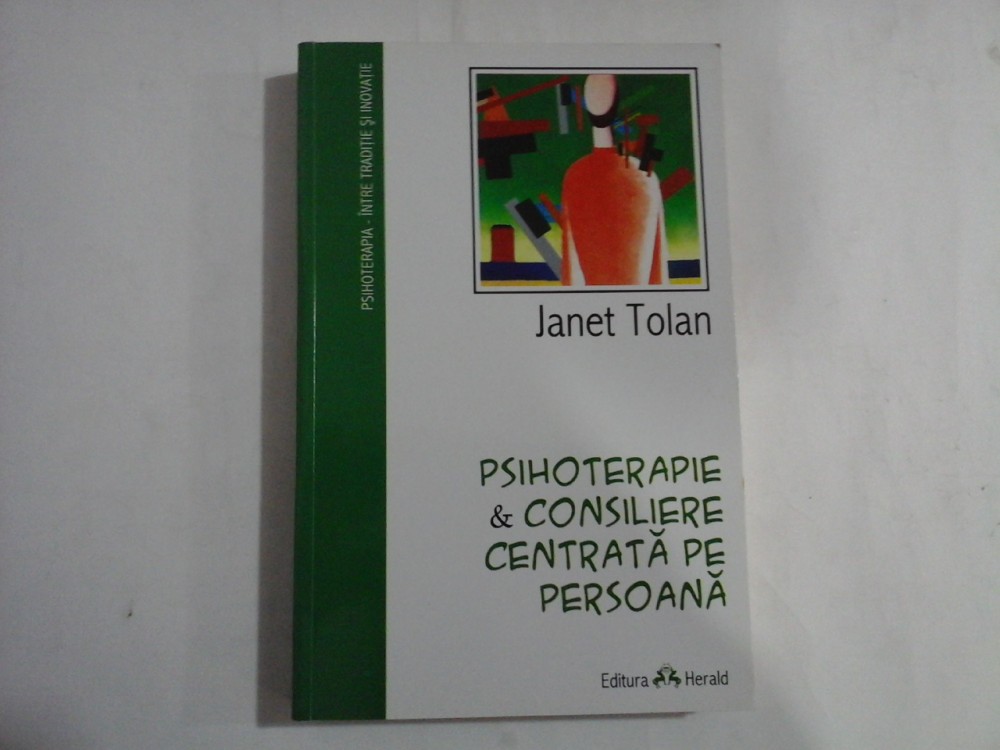 PSIHOTERAPIA - ÎNTRE TRADIȚIE ȘI INOVAȚIE
Janet Tolan
PSIHOTERAPIE
& CONSILIERE
CENTRATĂ PE
PERSOANĂ
Editura Herald